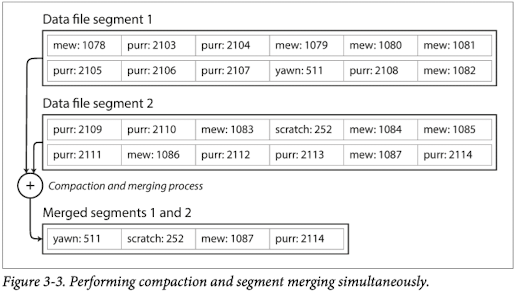 Data file segment 1
mew: 1078 purr: 2103 purr: 2104 mew: 1079 mew: 1080 mew: 1081
purr: 2105 purr: 2106 purr: 2107 yawn: 511 purr: 2108 mew: 1082
Data file segment 2
purr: 2109 purr: 2110 mew: 1083 scratch: 252 mew: 1084 mew: 1085
purr: 2111 mew: 1086 purr: 2112 purr: 2113 mew: 1087 purr: 2114
+ Compaction and merging process
Merged segments 1 and 2
yawn: 511 scratch: 252 mew: 1087 purr: 2114
Figure 3-3. Performing compaction and segment merging simultaneously.